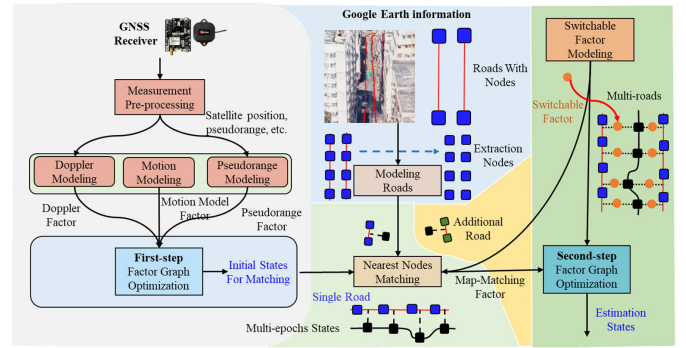 GNSS
Receiver
Measurement
Pre-processing
Satellite position,
pseudorange, etc.
Doppler
Modeling
Motion
Modeling
Pseudorange
Modeling
Doppler
Factor
Motion Model
Factor
Pseudorange
Factor
First-step
Factor Graph
Optimization
Initial States
For Matching
Google Earth information
Roads With
Nodes
Extraction
Nodes
Modeling
Roads
Additional
Road
Nearest Nodes
Matching
Map-Matching
Factor
Single Road
Multi-epochs States
Switchable
Factor
Modeling
Switchable
Factor
Multi-roads
Second-step
Factor Graph
Optimization
Estimation
States